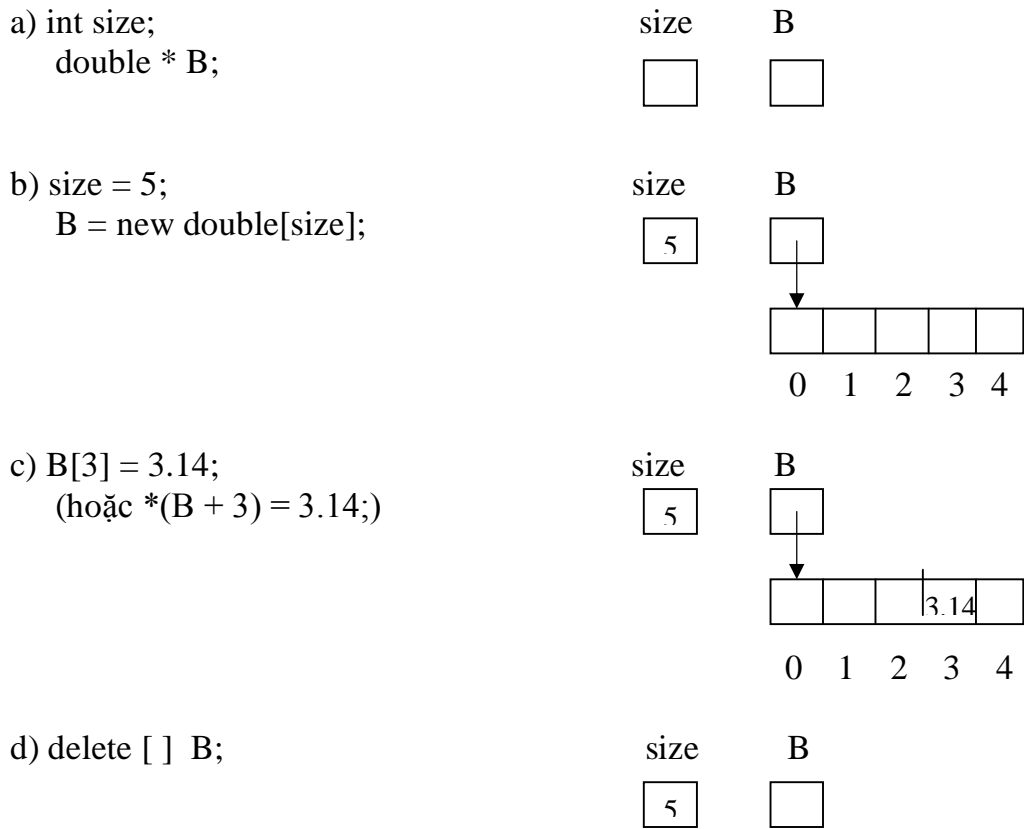 a) int size; size B
double * B;
b) size = 5; size B
B = new double[size]; 5
0 1 2 3 4
c) B[3] = 3.14; size B
(hoặc *(B + 3) = 3.14;) 5
3.14
0 1 2 3 4
d) delete [ ] B; size B
5